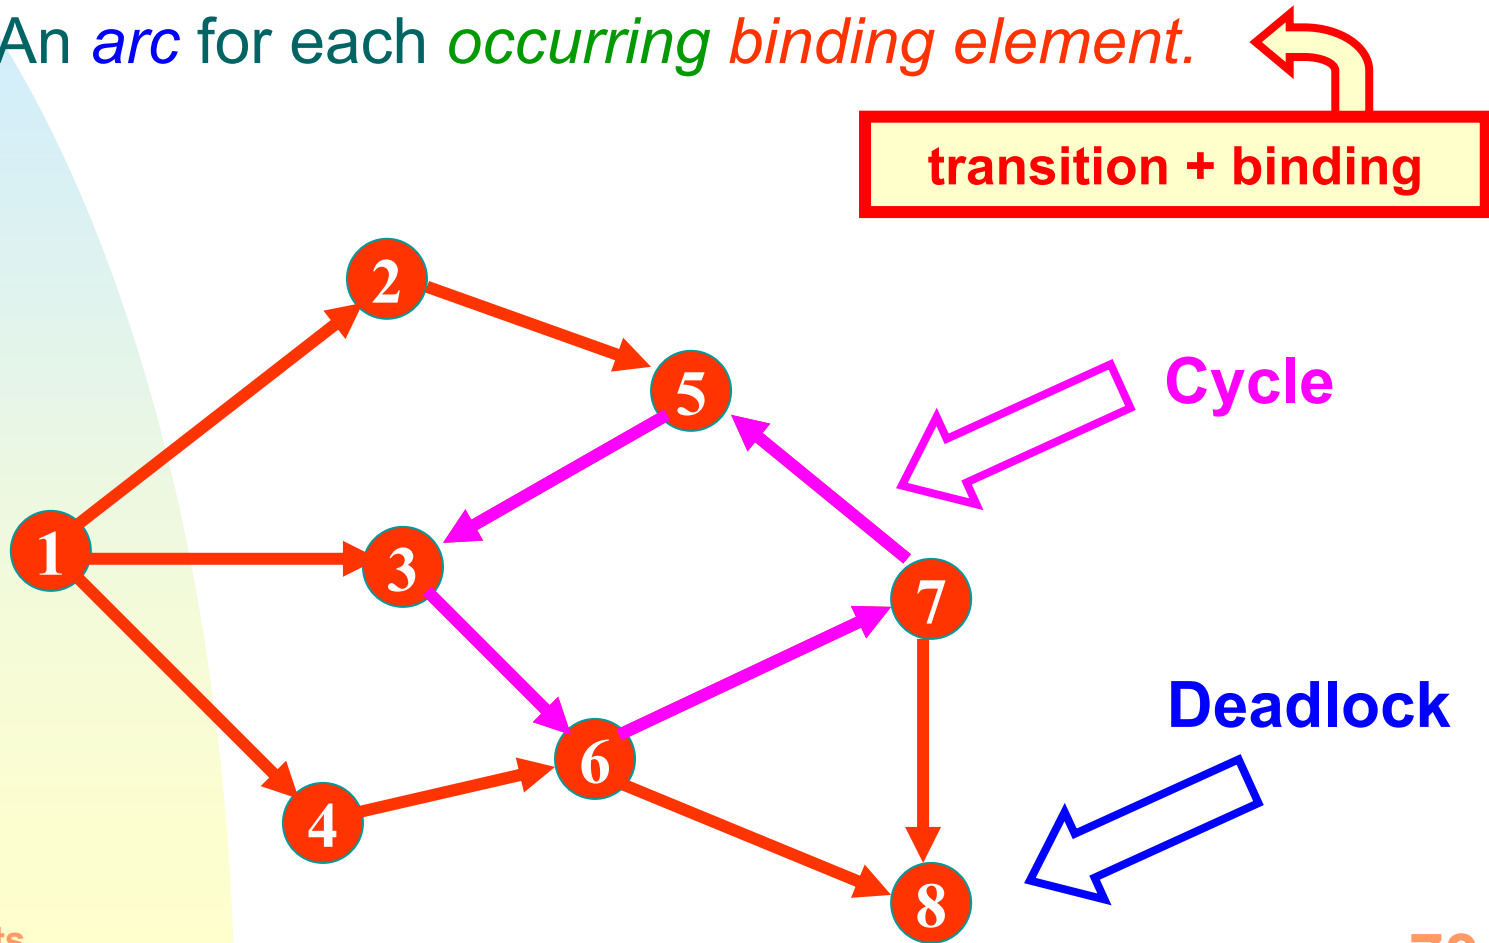 An arc for each occurring binding element.
transition + binding
2
5
Cycle
1
3
7
Deadlock
6
4
8